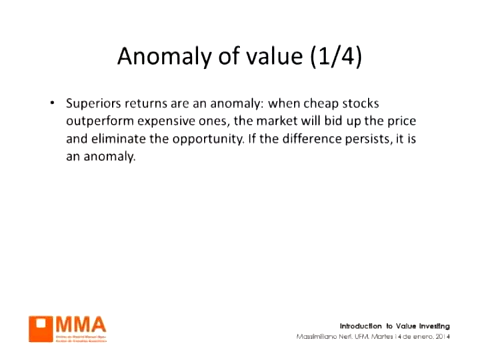 Anomaly of value (1/4)
• Superiors returns are an anomaly: when cheap stocks
outperform expensive ones, the market will bid up the price
and eliminate the opportunity. If the difference persists, it is
an anomaly.
MMA
Introduction to Value Investing
Massimiliano Neri, UFM, Martes 14 de enero, 2014